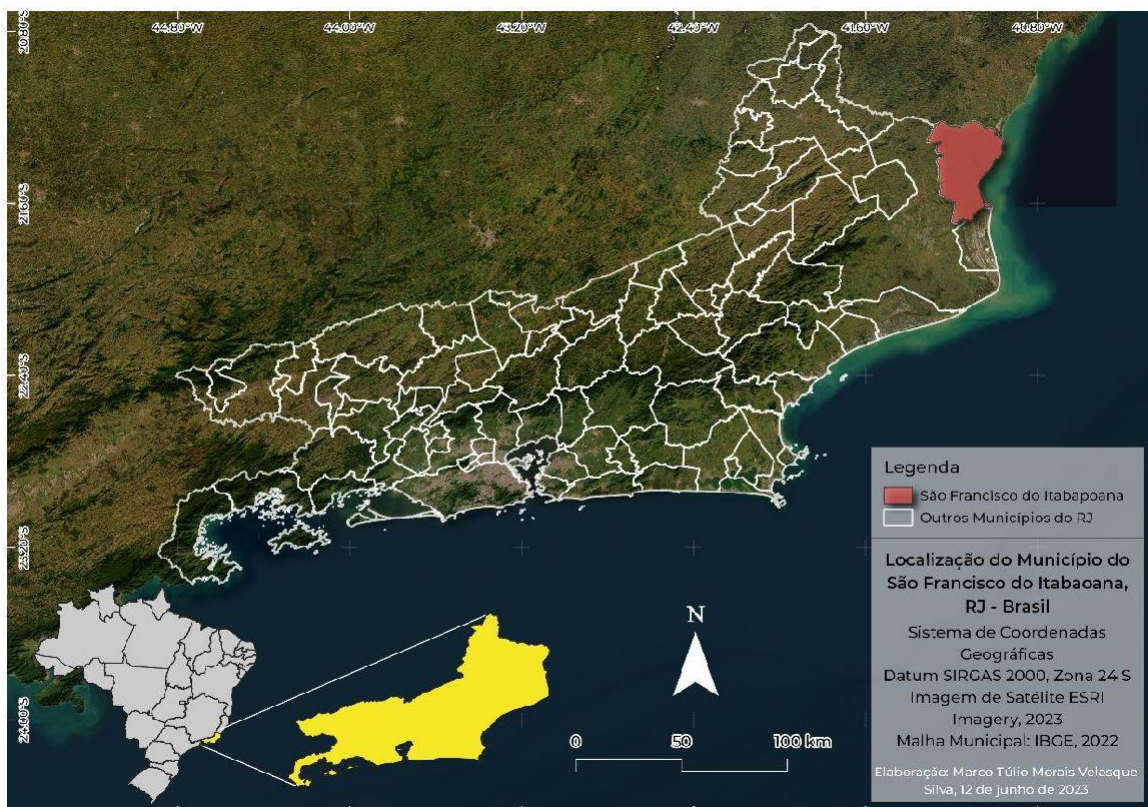 44.80°W 44.00°W 43.20°W 42.40°W 41.60°W 40.80°W
20.80°S
21.60°S
22.40°S
23.20°S
24.00°S
Legenda
São Francisco do Itabapoana
Outros Municípios do RJ
Localização do Município do
São Francisco do Itabaoana,
RJ - Brasil
Sistema de Coordenadas
Geográficas
Datum SIRGAS 2000, Zona 24 S
Imagem de Satélite ESRI
Imagery, 2023
Malha Municipal: IBGE, 2022
Elaboração: Marco Túlio Morais Velasque
Silva, 12 de junho de 2023
N
0 50 100 km